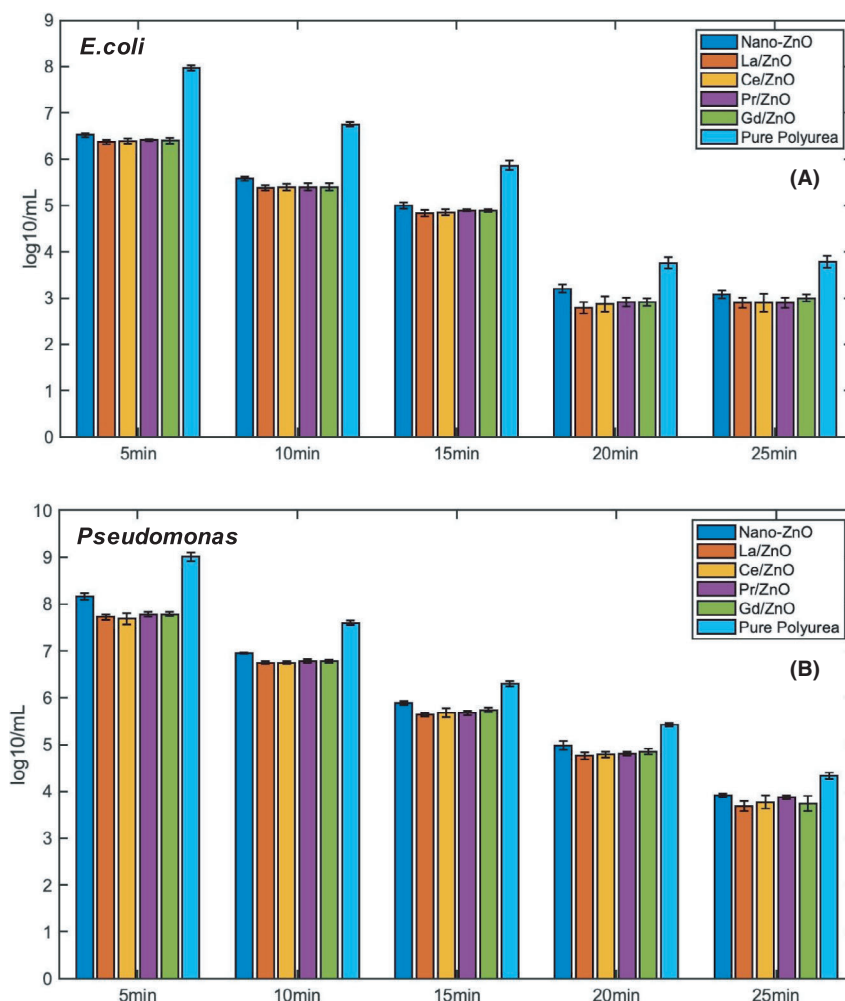 E.coli
9
8
7
6
5
4
3
2
1
0
log10/mL
Nano-ZnO
La/ZnO
Ce/ZnO
Pr/ZnO
Gd/ZnO
Pure Polyurea
(A)
5min 10min 15min 20min 25min
Pseudomonas
10
9
8
7
6
5
4
3
2
1
0
log10/mL
Nano-ZnO
La/ZnO
Ce/ZnO
Pr/ZnO
Gd/ZnO
Pure Polyurea
(B)
5min 10min 15min 20min 25min